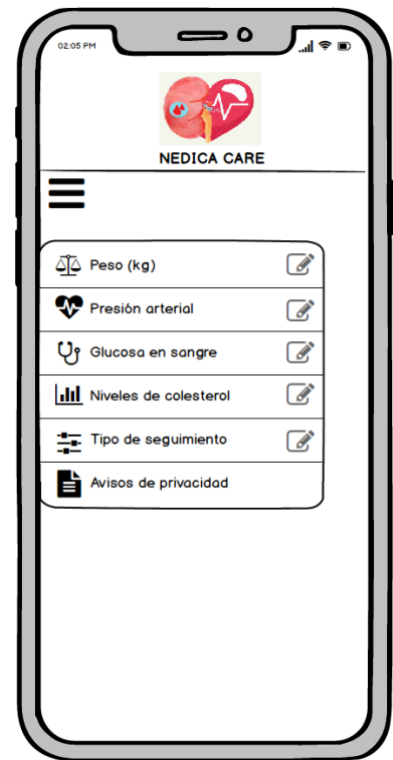 02:05 PM
NEDICA CARE
Peso (kg)
Presión arterial
Glucosa en sangre
Niveles de colesterol
Tipo de seguimiento
Avisos de privacidad